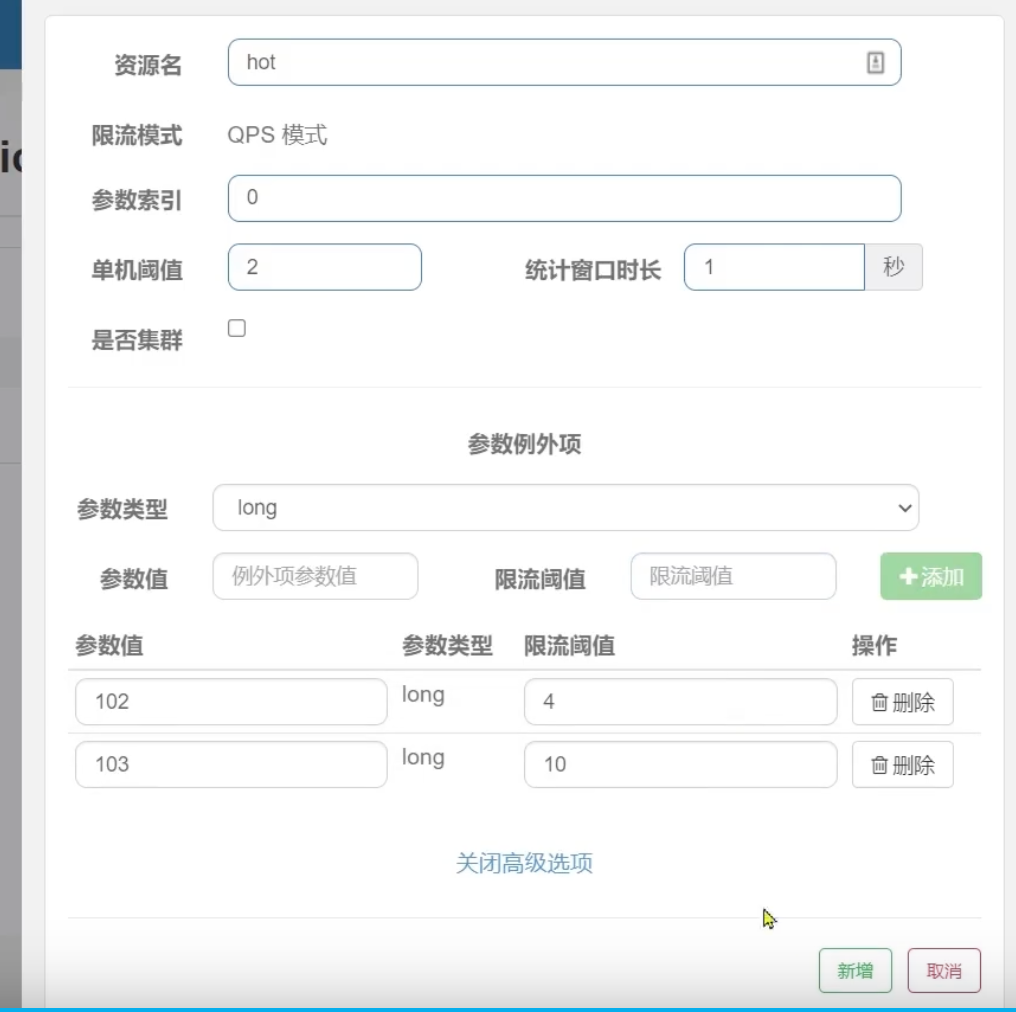 资源名 hot
限流模式 QPS 模式
参数索引 0
单机阈值 2 统计窗口时长 1 秒
是否集群
参数例外项
参数类型 long
参数值 例外项参数值 限流阈值 限流阈值 添加
参数值 参数类型 限流阈值 操作
102 long 4 删除
103 long 10 删除
关闭高级选项
新增 取消